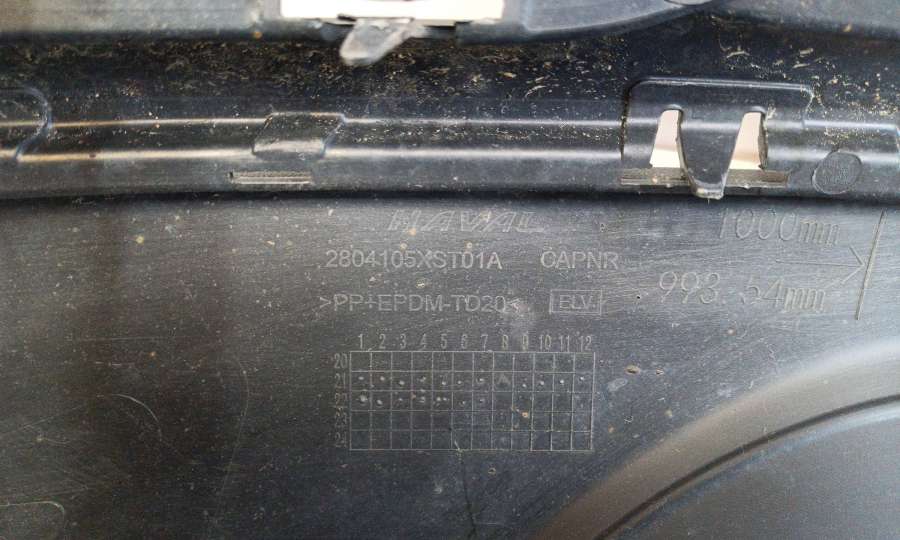 HAVAL
2804105XST01A OAPNR
>PP+EPDM-TD20< ELV
1000mm
993.54mm
1 2 3 4 5 6 7 8 9 10 11 12
20
21
22
23
24